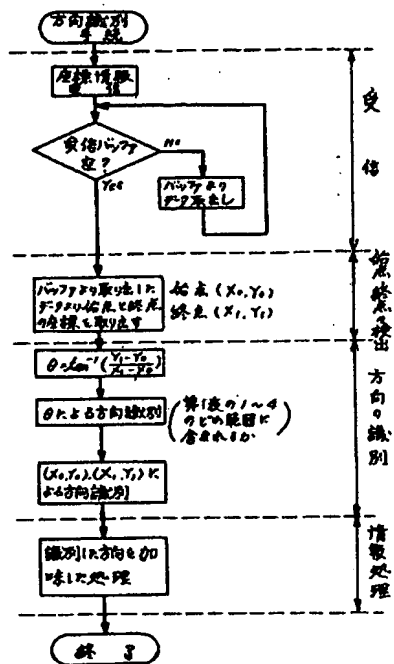 方向識別
手続
座標情報
受信
受信バッファ
空?
No
Yes
バッファより
データ取出し
受信
バッファより取り出した
データより始点と終点
の座標を取り出す
始点 (X₀,Y₀)
終点 (X₁,Y₁)
始点終点の検出
θ=tan⁻¹(Y₁-Y₀/X₁-X₀)
θによる方向識別
(第1表の1~4
のどの範囲に
含まれるか)
(X₀,Y₀),(X₁,Y₁)に
よる方向識別
方向の識別
識別した方向を加
味した処理
情報処理
終了